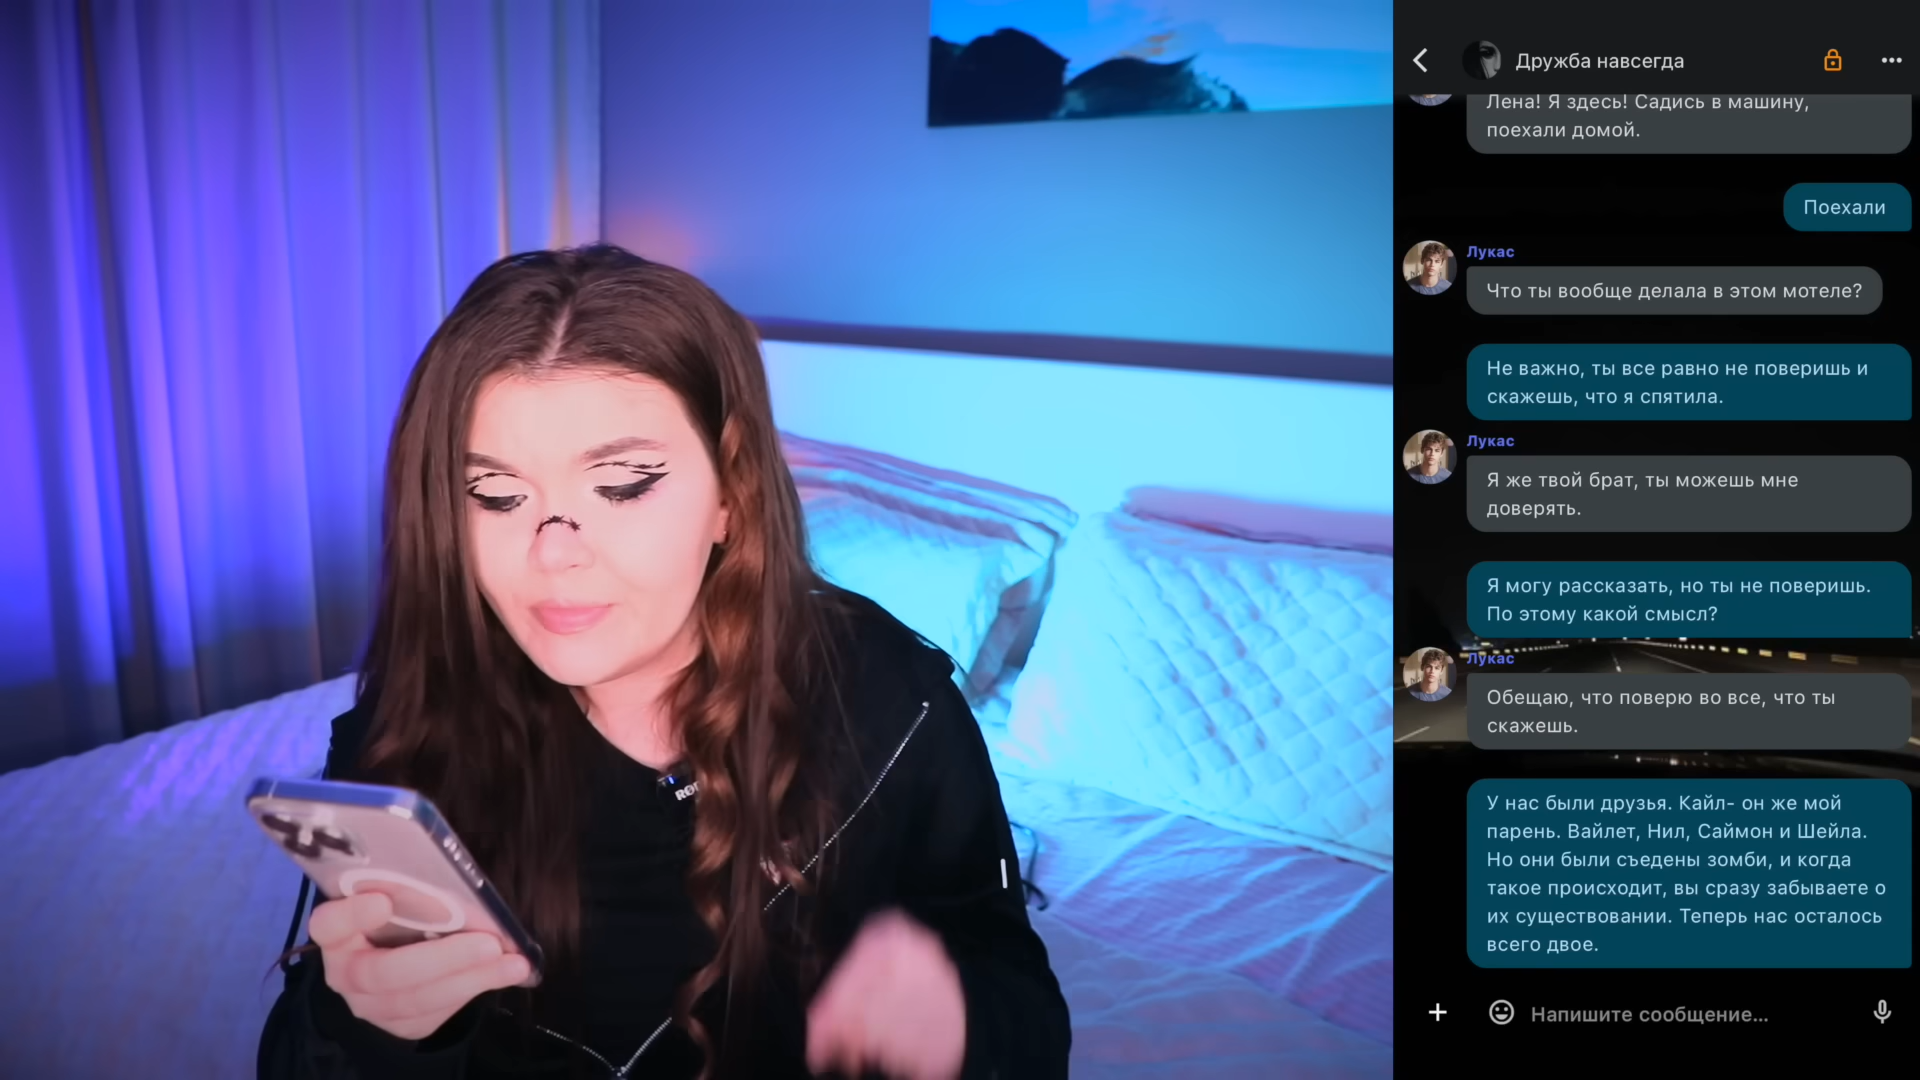 Дружба навсегда
Лена! Я здесь! Садись в машину,
поехали домой.
Поехали
Лукас
Что ты вообще делала в этом мотеле?
Не важно, ты все равно не поверишь и
скажешь, что я спятила.
Лукас
Я же твой брат, ты можешь мне
доверять.
Я могу рассказать, но ты не поверишь.
По этому какой смысл?
Лукас
Обещаю, что поверю во все, что ты
скажешь.
У нас были друзья. Кайл- он же мой
парень. Вайлет, Нил, Саймон и Шейла.
Но они были съедены зомби, и когда
такое происходит, вы сразу забываете о
их существовании. Теперь нас осталось
всего двое.
Напишите сообщение...